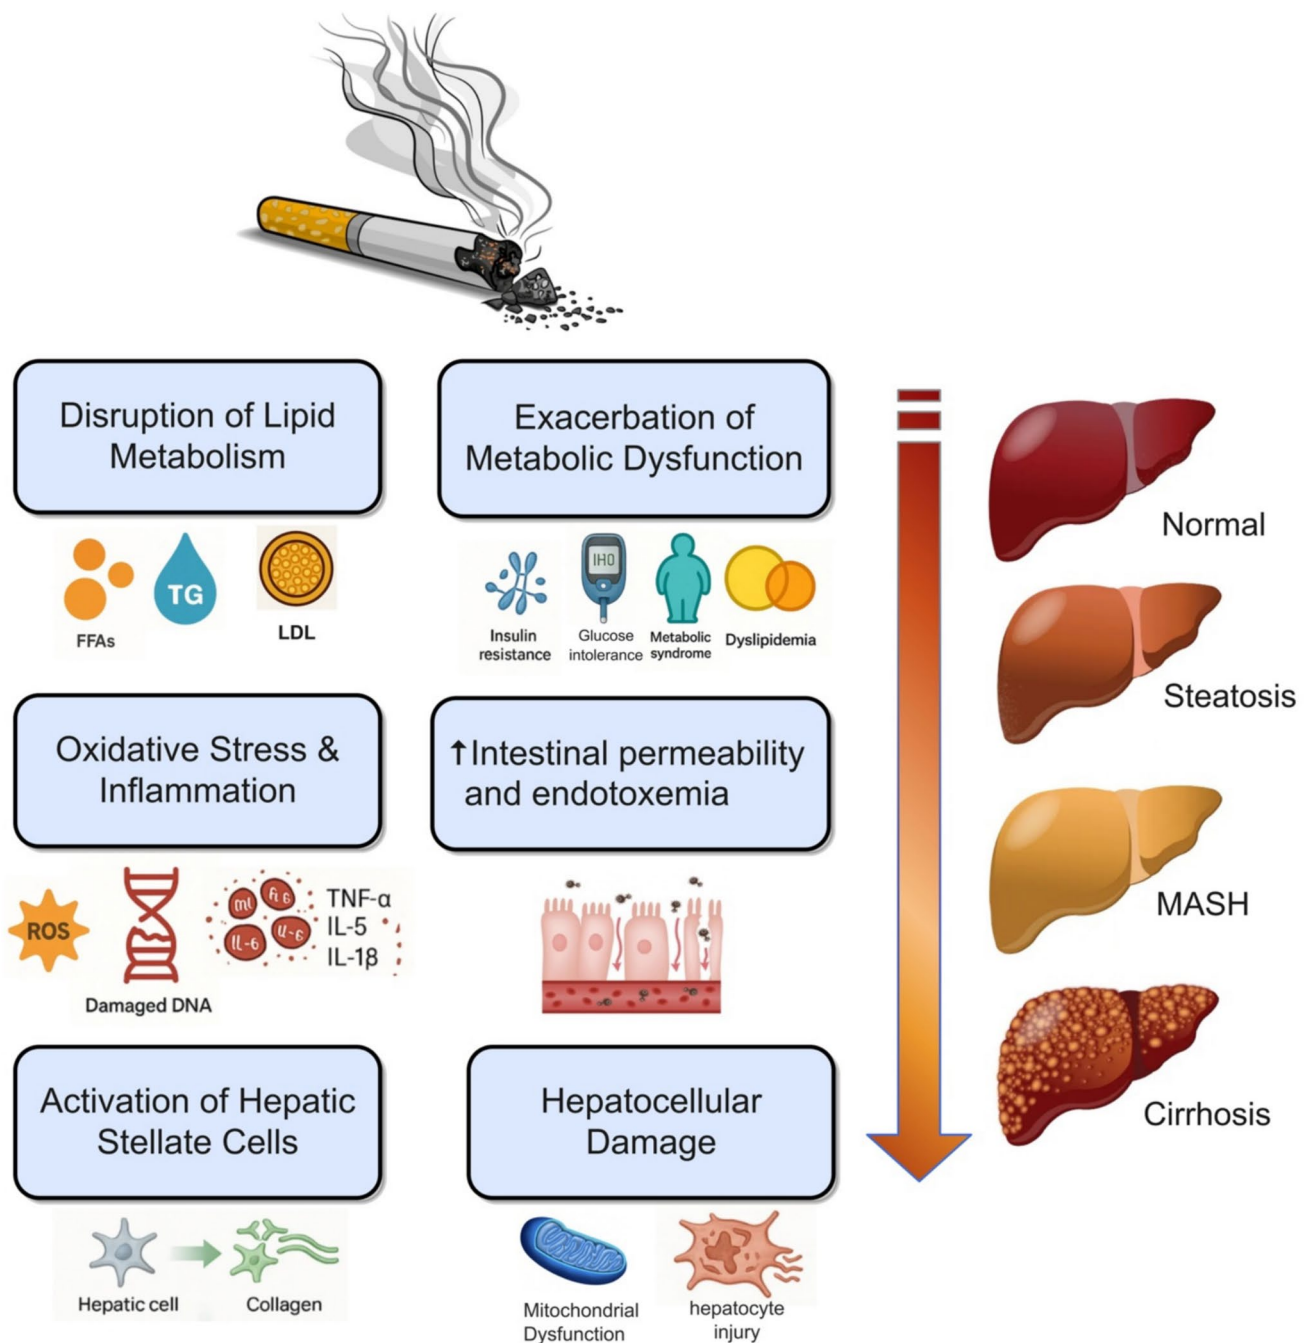 Disruption of Lipid
Metabolism
FFAs
TG
LDL
Exacerbation of
Metabolic Dysfunction
IHO
Insulin
resistance
Glucose
intolerance
Metabolic
syndrome
Dyslipidemia
Oxidative Stress &
Inflammation
ROS
Damaged DNA
IL-6
TNF-α
IL-5
IL-1β
↑Intestinal permeability
and endotoxemia
Activation of Hepatic
Stellate Cells
Hepatic cell
Collagen
Hepatocellular
Damage
Mitochondrial
Dysfunction
hepatocyte
injury
Normal
Steatosis
MASH
Cirrhosis